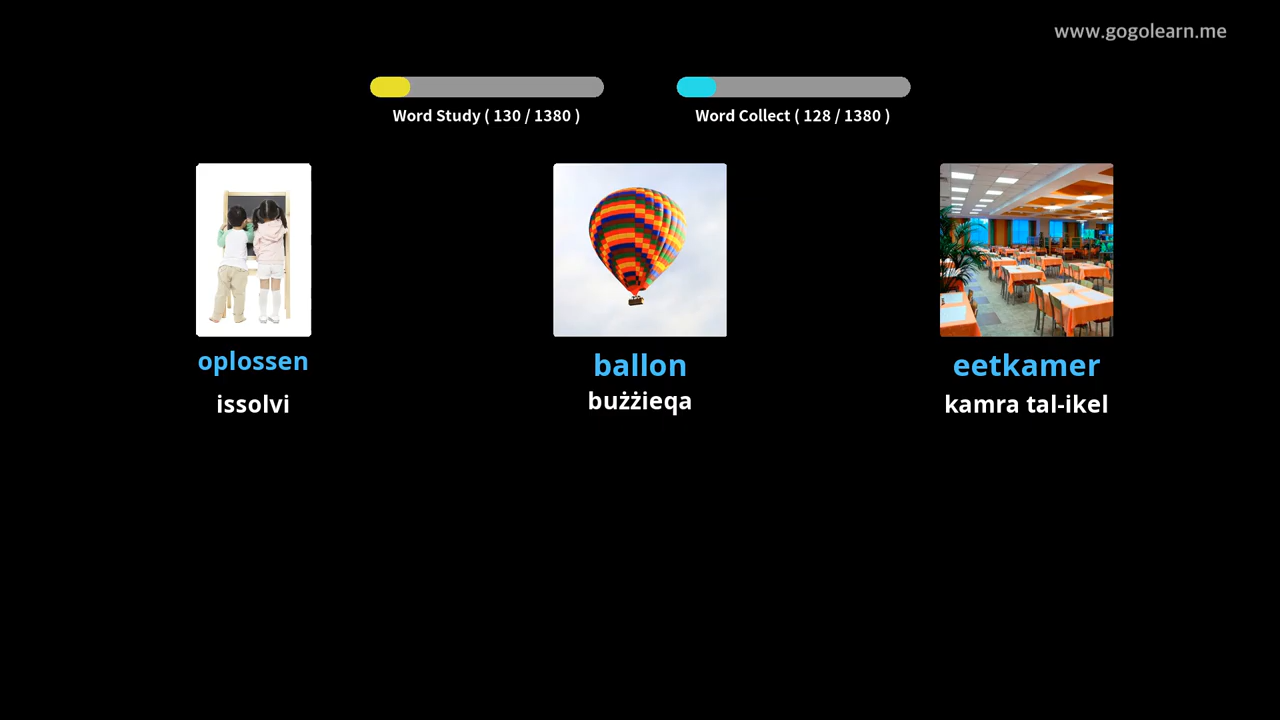 www.gogolearn.me
Word Study ( 130 / 1380 )
Word Collect ( 128 / 1380 )
oplossen
issolvi
ballon
bużżieqa
eetkamer
kamra tal-ikel